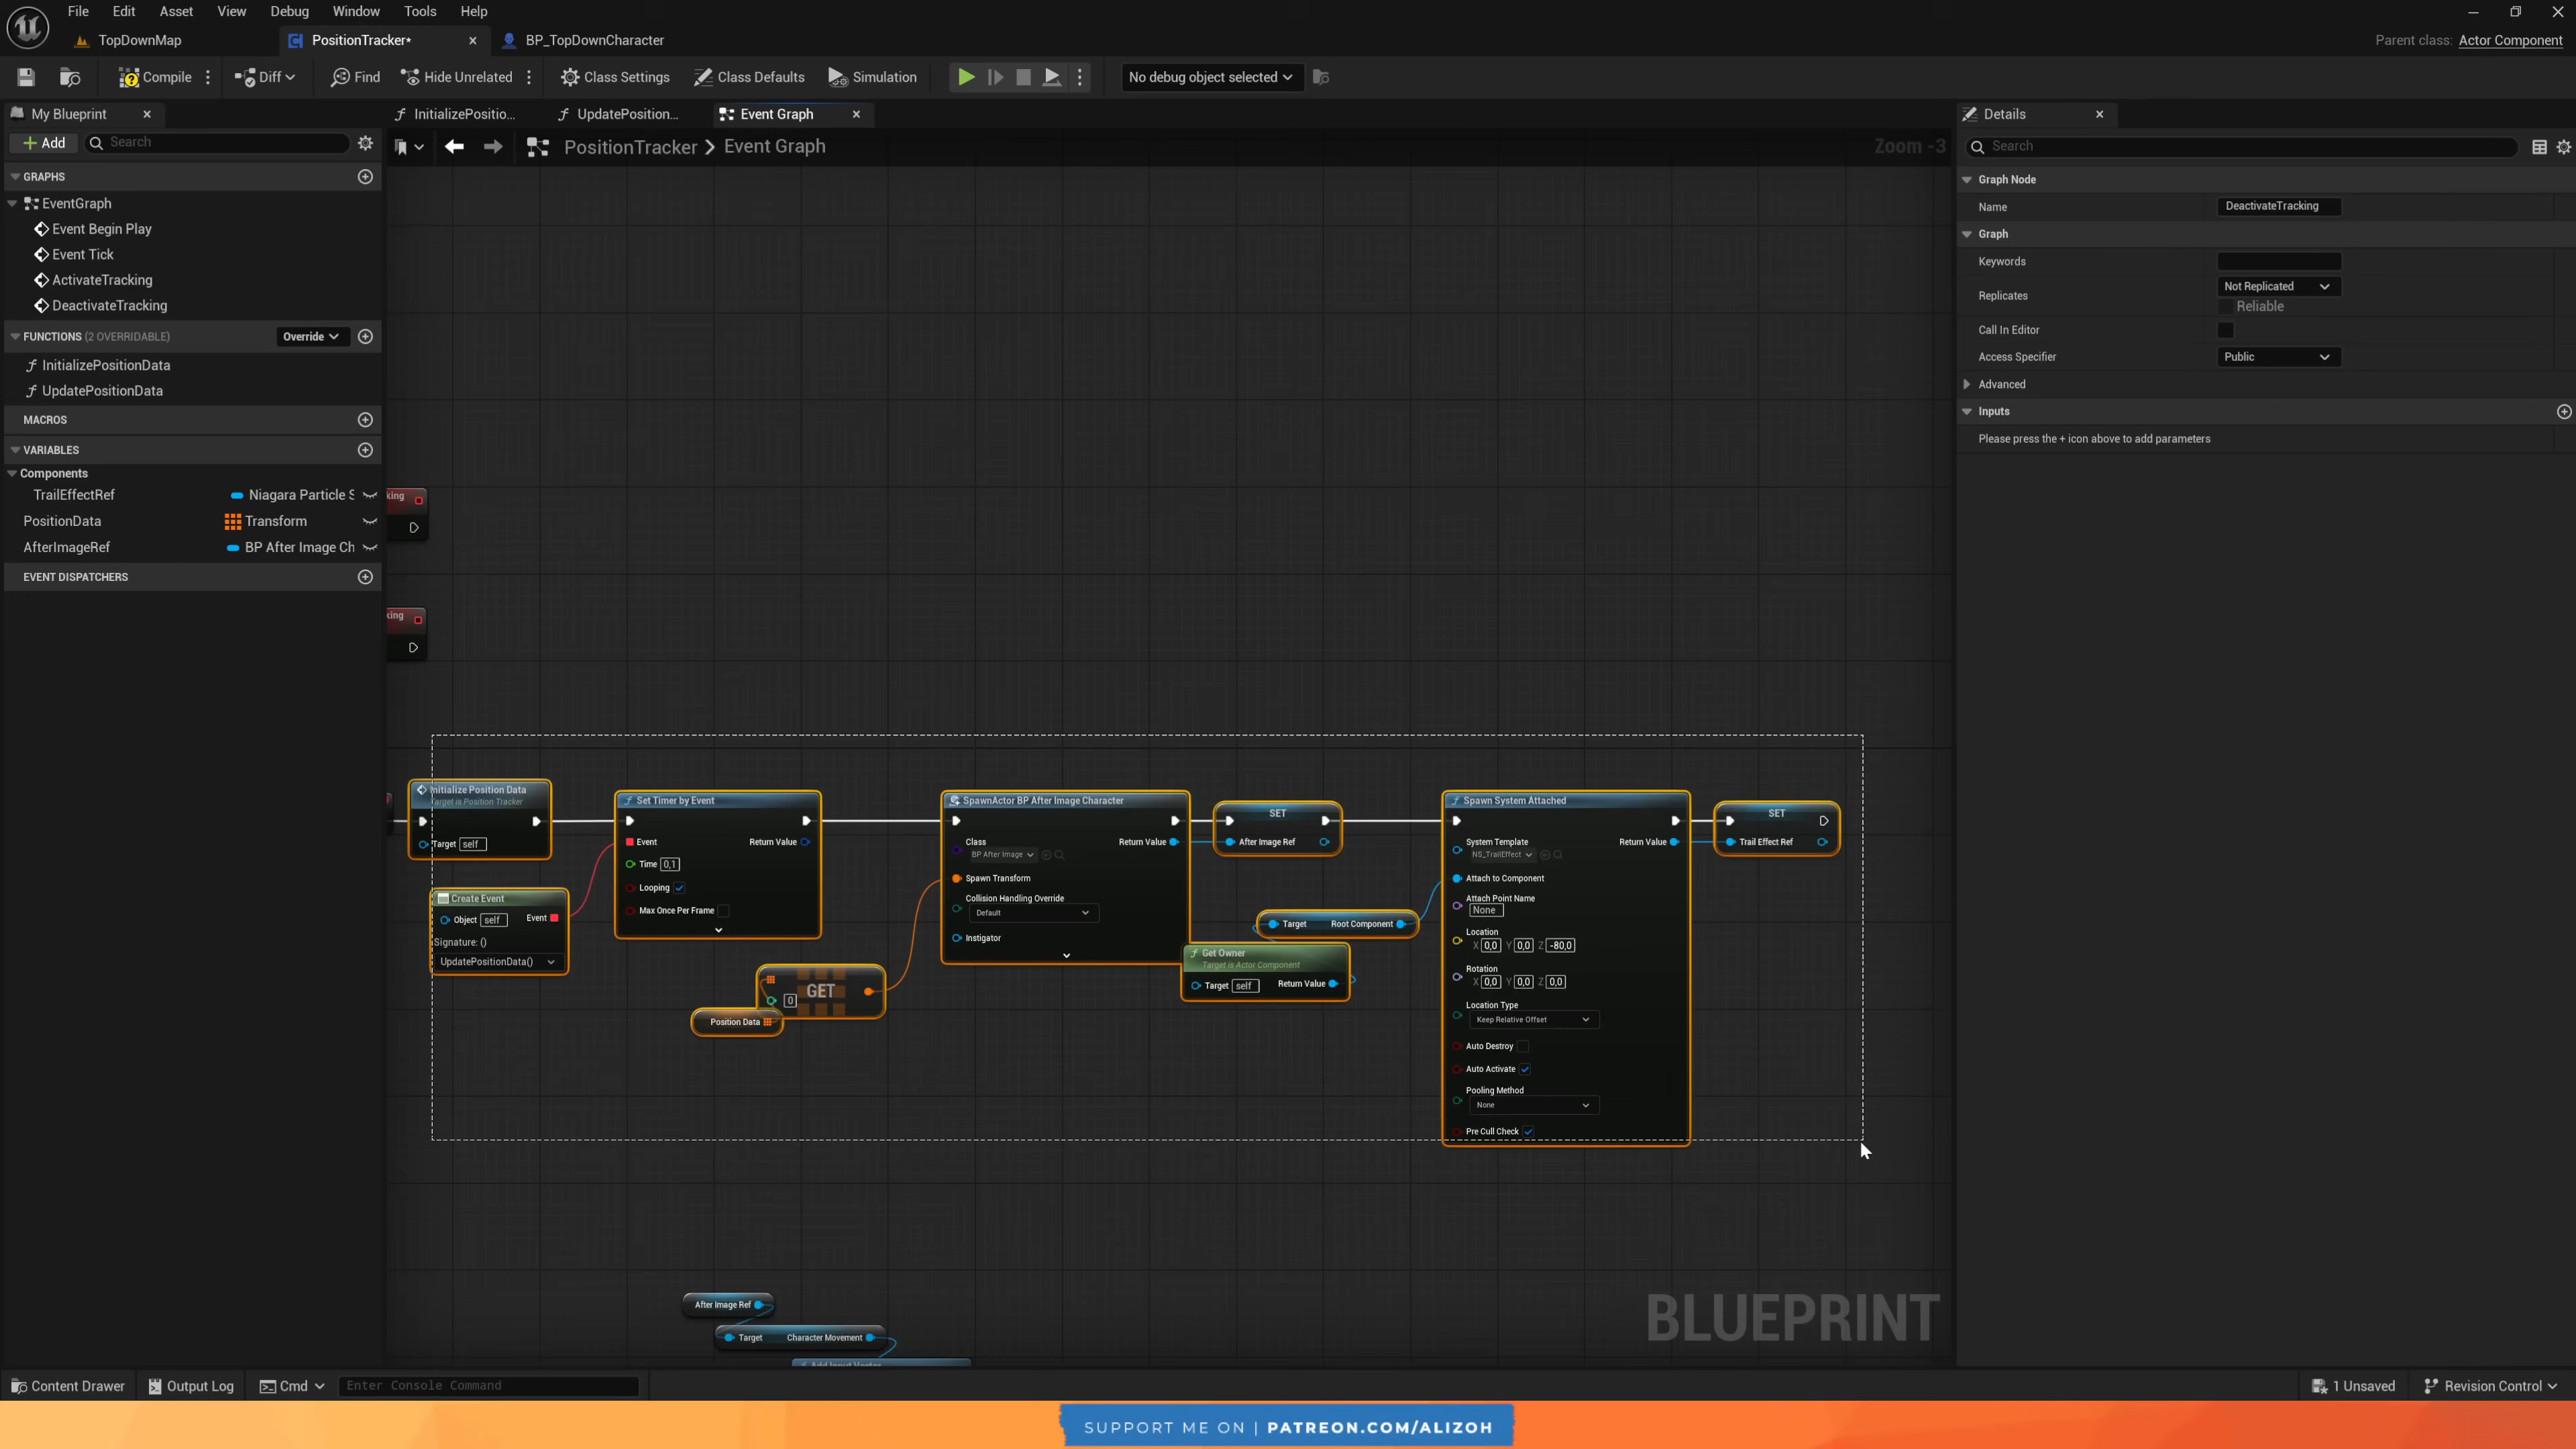 File Edit Asset View Debug Window Tools Help
TopDownMap PositionTracker* BP_TopDownCharacter
Parent class: Actor Component
Compile Diff Find Hide Unrelated Class Settings Class Defaults Simulation No debug object selected
My Blueprint
Add Search
GRAPHS
EventGraph
Event Begin Play
Event Tick
ActivateTracking
DeactivateTracking
FUNCTIONS (2 OVERRIDABLE) Override
InitializePositionData
UpdatePositionData
MACROS
VARIABLES
Components
TrailEffectRef Niagara Particle S
PositionData Transform
AfterImageRef BP After Image Ch
EVENT DISPATCHERS
InitializePositio... UpdatePosition... Event Graph
PositionTracker > Event Graph
Zoom -3
king
king
Initialize Position Data
Target is Position Tracker
Target self
Create Event
Object self Event
Signature: ()
UpdatePositionData()
Set Timer by Event
Event Return Value
Time 0,1
Looping
Max Once Per Frame
GET
0
Position Data
SpawnActor BP After Image Character
Class Return Value
BP After Image
Spawn Transform
Collision Handling Override
Default
Instigator
SET
After Image Ref
Target Root Component
Get Owner
Target is Actor Component
Target self Return Value
Spawn System Attached
System Template Return Value
NS_TrailEffect
Attach to Component
Attach Point Name
None
Location
X 0,0 Y 0,0 Z -80,0
Rotation
X 0,0 Y 0,0 Z 0,0
Location Type
Keep Relative Offset
Auto Destroy
Auto Activate
Pooling Method
None
Pre Cull Check
SET
Trail Effect Ref
After Image Ref
Target Character Movement
Add Input Vector
BLUEPRINT
Details
Search
Graph Node
Name DeactivateTracking
Graph
Keywords
Replicates Not Replicated
Reliable
Call In Editor
Access Specifier Public
Advanced
Inputs
Please press the + icon above to add parameters
Content Drawer Output Log Cmd Enter Console Command 1 Unsaved Revision Control
SUPPORT ME ON | PATREON.COM/ALIZOH